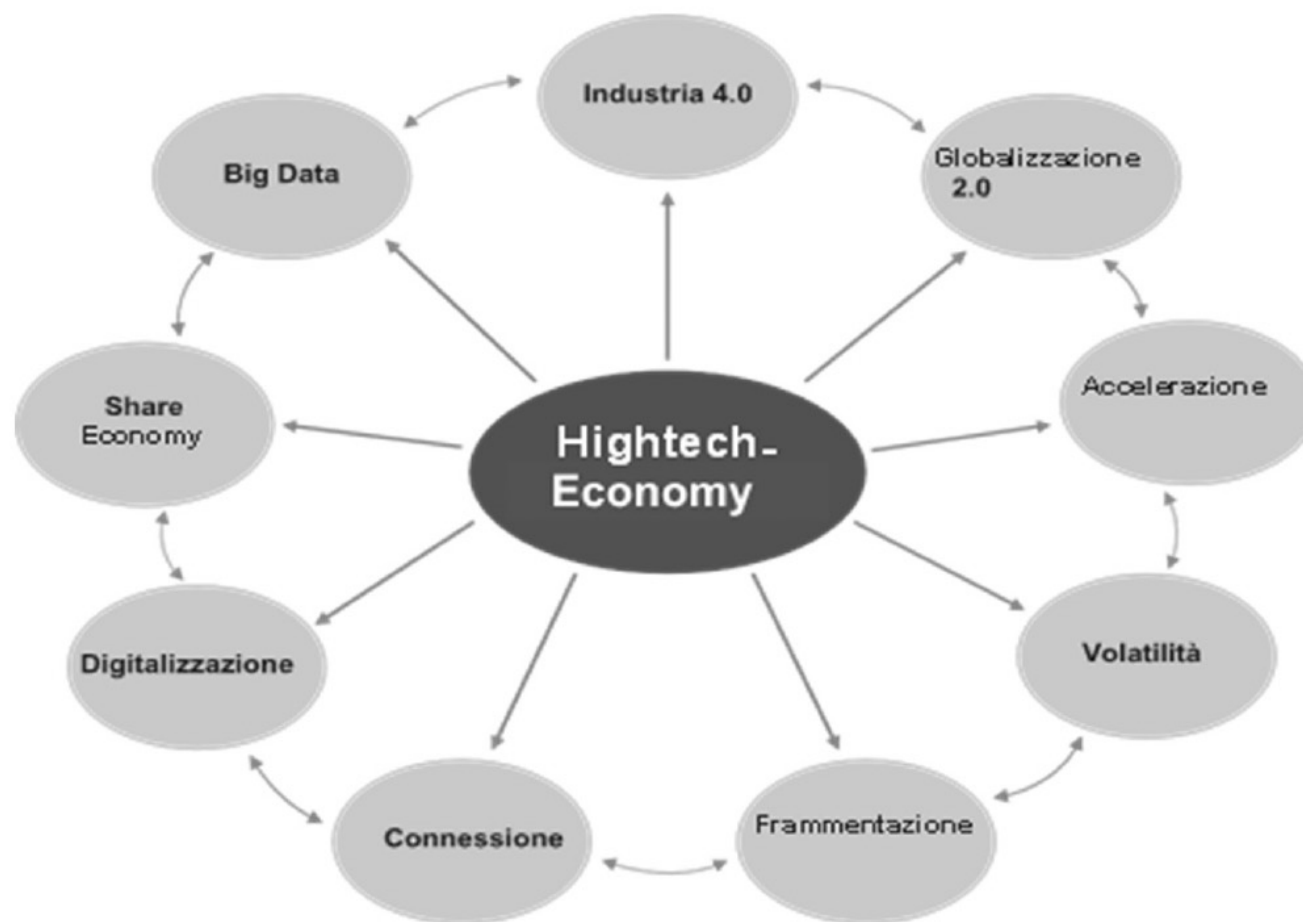 Industria 4.0
Big Data
Globalizzazione
2.0
Share
Economy
Accelerazione
Hightech-
Economy
Digitalizzazione
Volatilità
Connessione
Frammentazione